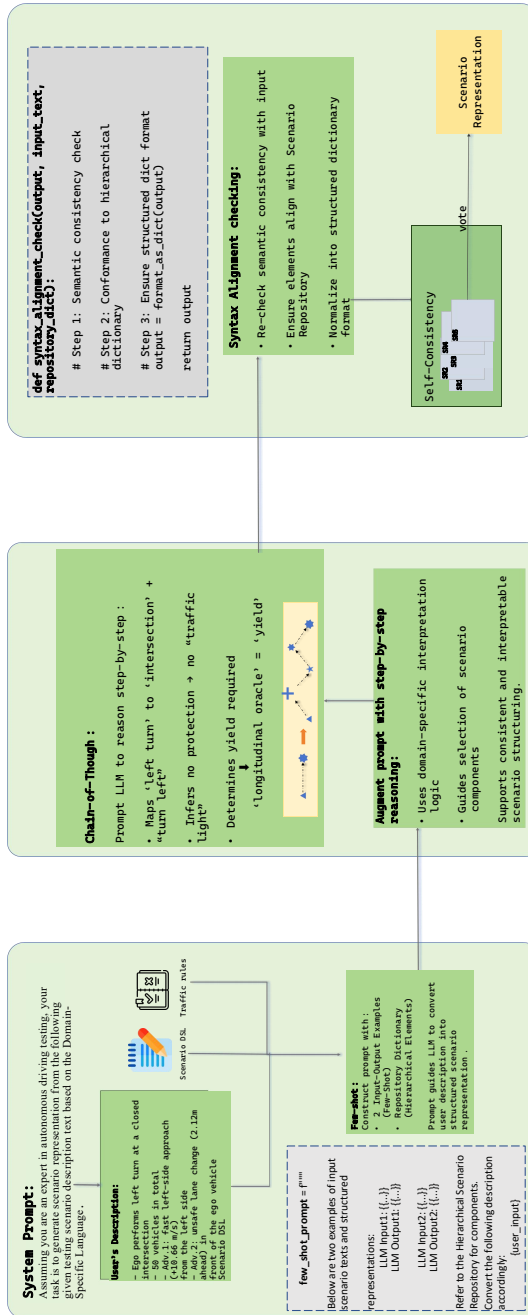 System Prompt:
Assuming you are an expert in autonomous driving testing, your
task is to generate scenario representation from the following
given testing scenario description text based on the Domain-
Specific Language.
User's Description:
- Ego performs left turn at a closed
intersection
- 50 vehicles in total
- Adv.1: fast left-side approach
(+10.66 m/s)
from the left side
- Adv.2: unsafe lane change (2.12m
ahead) in
front of the ego vehicle
Scenario DSL
Scenario DSL
Traffic rules
few_shot_prompt = f"""
Below are two examples of input
scenario texts and structured
representations:
LLM Input1: {{...}}
LLM Output1: {{...}}
LLM Input2: {{...}}
LLM Output2: {{...}}
Refer to the Hierarchical Scenario
Repository for components.
Convert the following description
accordingly:
{user_input}
Few-shot:
Construct prompt with:
• 2 Input-Output Examples
(Few-Shot)
• Repository Dictionary
(Hierarchical Elements)
Prompt guides LLM to convert
user description into
structured scenario
representation.
Chain-of-Though:
Prompt LLM to reason step-by-step:
• Maps ‘left turn’ to ‘intersection’ +
“turn left”
• Infers no protection → no “traffic
light”
• Determines yield required
‘longitudinal oracle’ = ‘yield’
Augment prompt with step-by-step
reasoning:
• Uses domain-specific interpretation
logic
• Guides selection of scenario
components
Supports consistent and interpretable
scenario structuring.
def syntax_alignment_check(output, input_text,
repository_dict):
# Step 1: Semantic consistency check
# Step 2: Conformance to hierarchical
dictionary
# Step 3: Ensure structured dict format
output = format_as_dict(output)
return output
Syntax Alignment checking:
• Re-check semantic consistency with input
• Ensure elements align with Scenario
Repository
• Normalize into structured dictionary
format
Self-Consistency
SR1
SR2
SR3
SR4
SR5
vote
Scenario
Representation